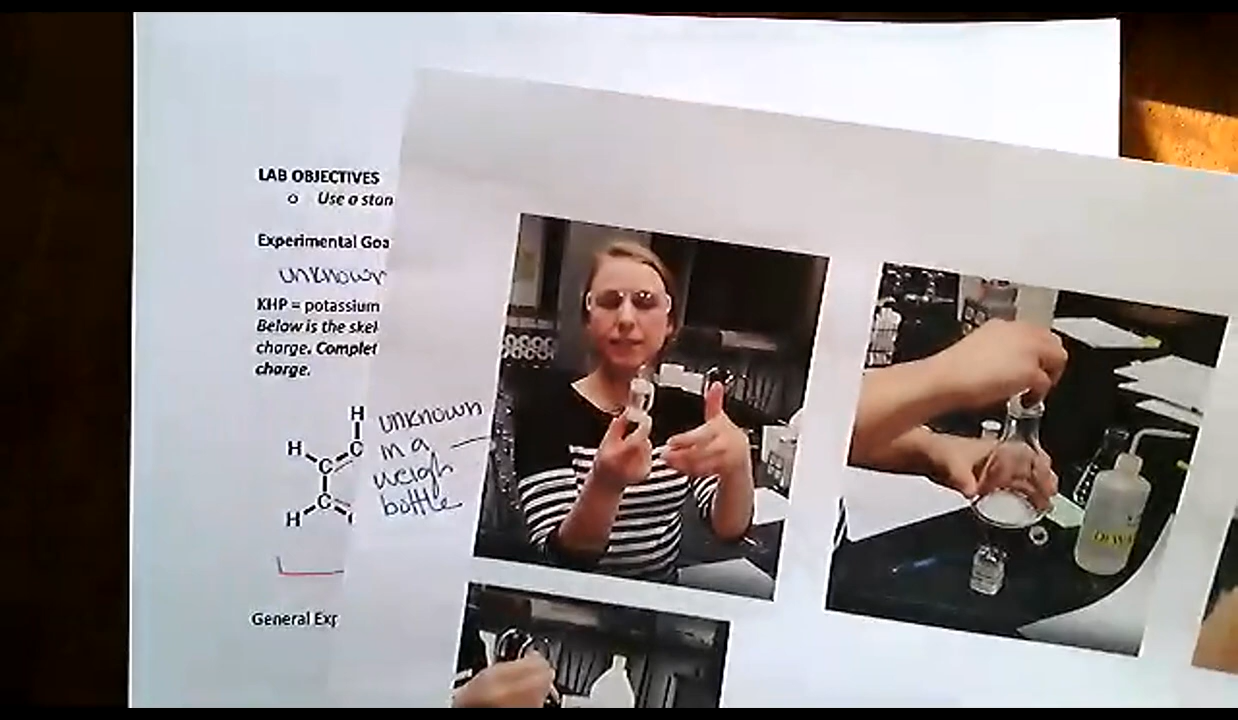 LAB OBJECTIVES
o Use a stan
Experimental Goa
unknown
KHP = potassium
Below is the skel
charge. Complet
charge.
H
H C
C
C
H
unknown
in a
weigh
bottle
General Exp